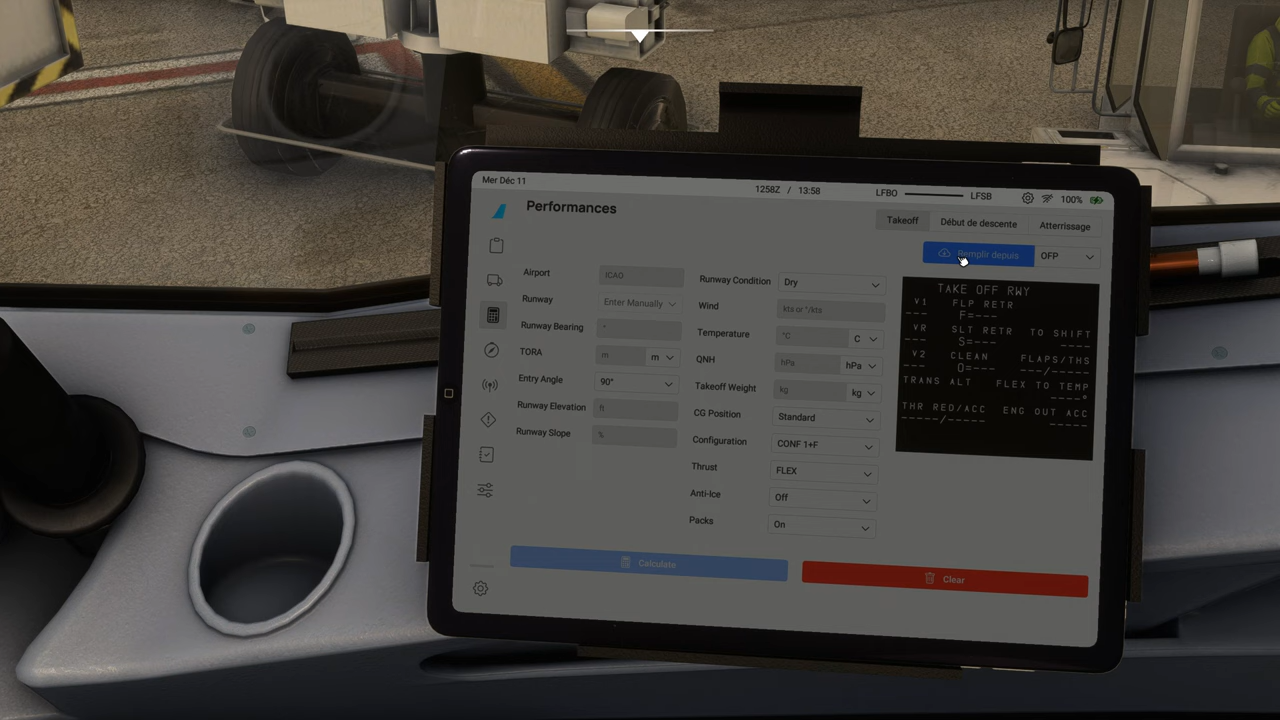 Mer Déc 11
1258Z / 13:58
LFBO
LFSB
100%
Performances
Takeoff
Début de descente
Atterrissage
Remplir depuis
OFP
Airport
ICAO
Runway
Enter Manually
Runway Bearing
°
TORA
m
m
Entry Angle
90°
Runway Elevation
ft
Runway Slope
%
Runway Condition
Dry
Wind
kts or °/kts
Temperature
°C
C
QNH
hPa
hPa
Takeoff Weight
kg
kg
CG Position
Standard
Configuration
CONF 1+F
Thrust
FLEX
Anti-Ice
Off
Packs
On
TAKE OFF RWY
V1 FLP RETR
--- F=---
VR SLT RETR TO SHIFT
--- S=--- ----
V2 CLEAN FLAPS/THS
--- O=--- ---/-----
TRANS ALT FLEX TO TEMP
----°
THR RED/ACC ENG OUT ACC
-----/----- -----
Calculate
Clear